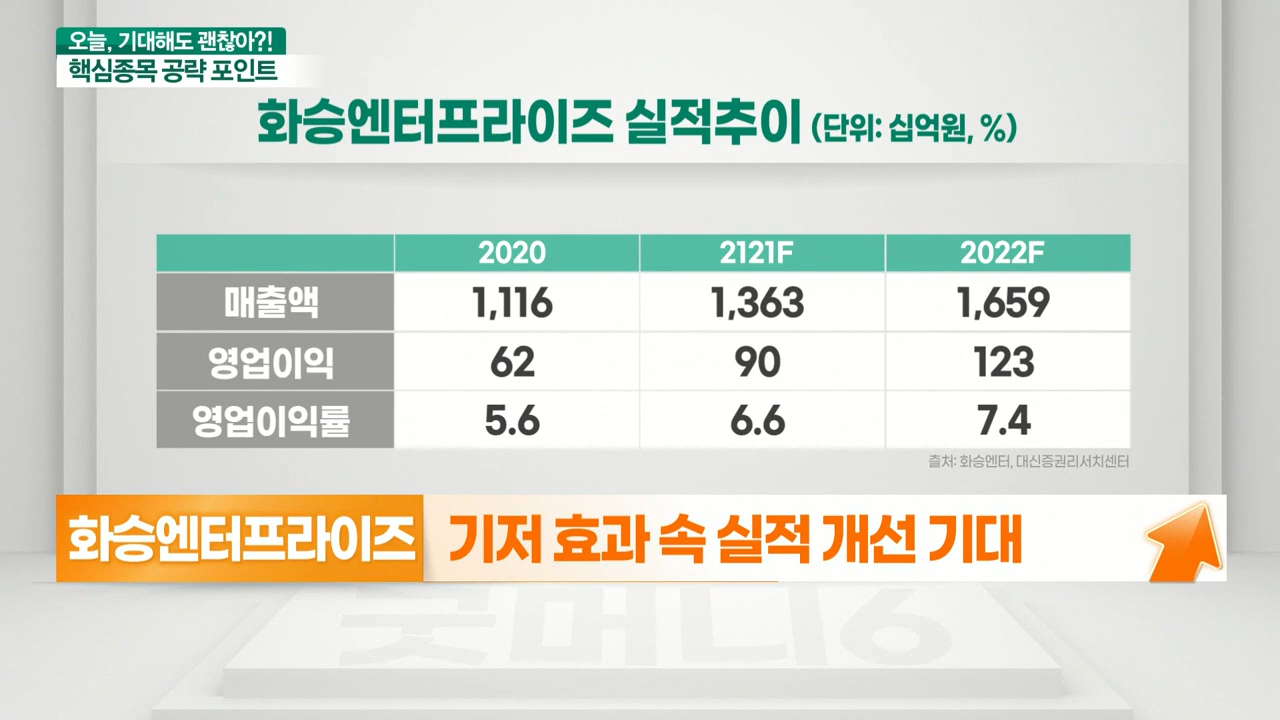 오늘, 기대해도 괜찮아?!
핵심종목 공략 포인트
화승엔터프라이즈 실적추이 (단위: 십억원, %)
2020 2121F 2022F
매출액 1,116 1,363 1,659
영업이익 62 90 123
영업이익률 5.6 6.6 7.4
출처: 화승엔터, 대신증권리서치센터
화승엔터프라이즈 기저 효과 속 실적 개선 기대
굿머니6